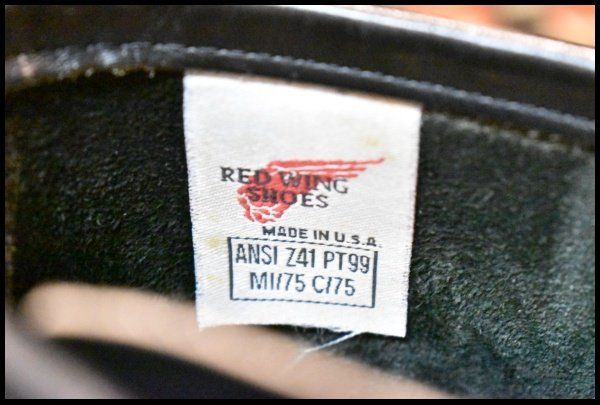 RED WING
SHOES
MADE IN U.S.A.
ANSI Z41 PT99
MI/75 C/75